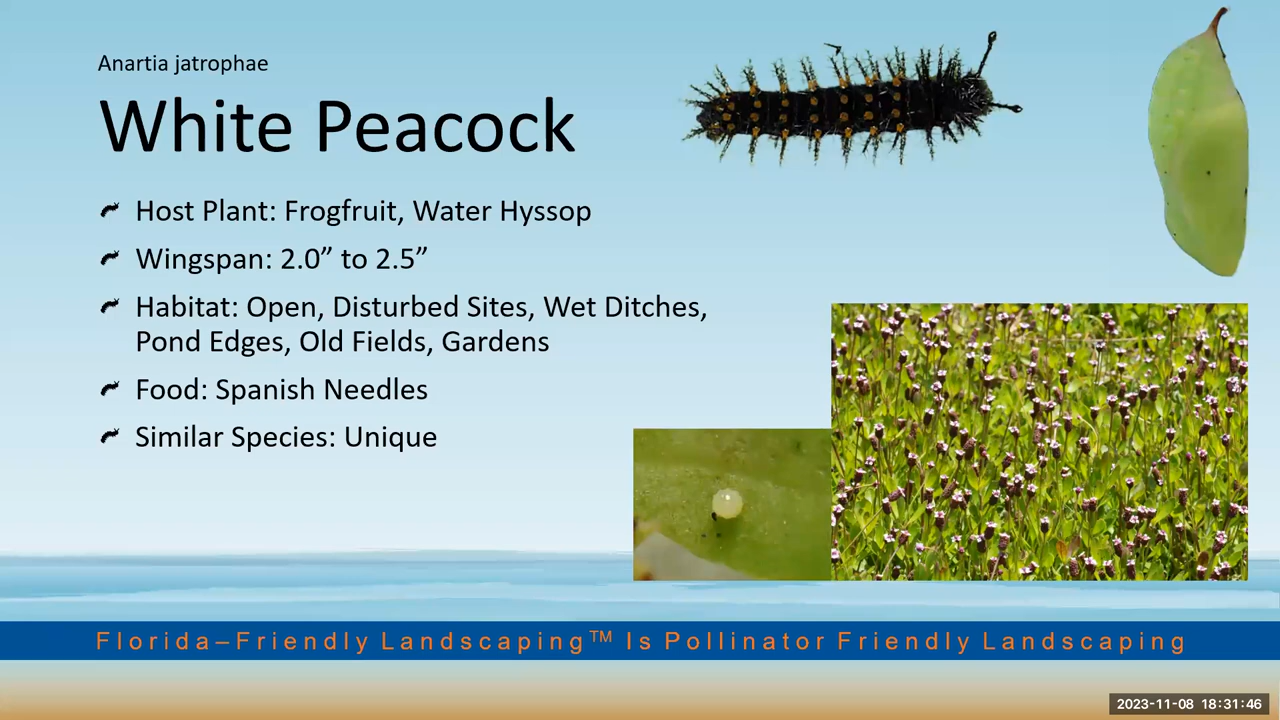 Anartia jatrophae
White Peacock
Host Plant: Frogfruit, Water Hyssop
Wingspan: 2.0” to 2.5”
Habitat: Open, Disturbed Sites, Wet Ditches,
Pond Edges, Old Fields, Gardens
Food: Spanish Needles
Similar Species: Unique
Florida–Friendly Landscaping™ Is Pollinator Friendly Landscaping
2023-11-08 18:31:46